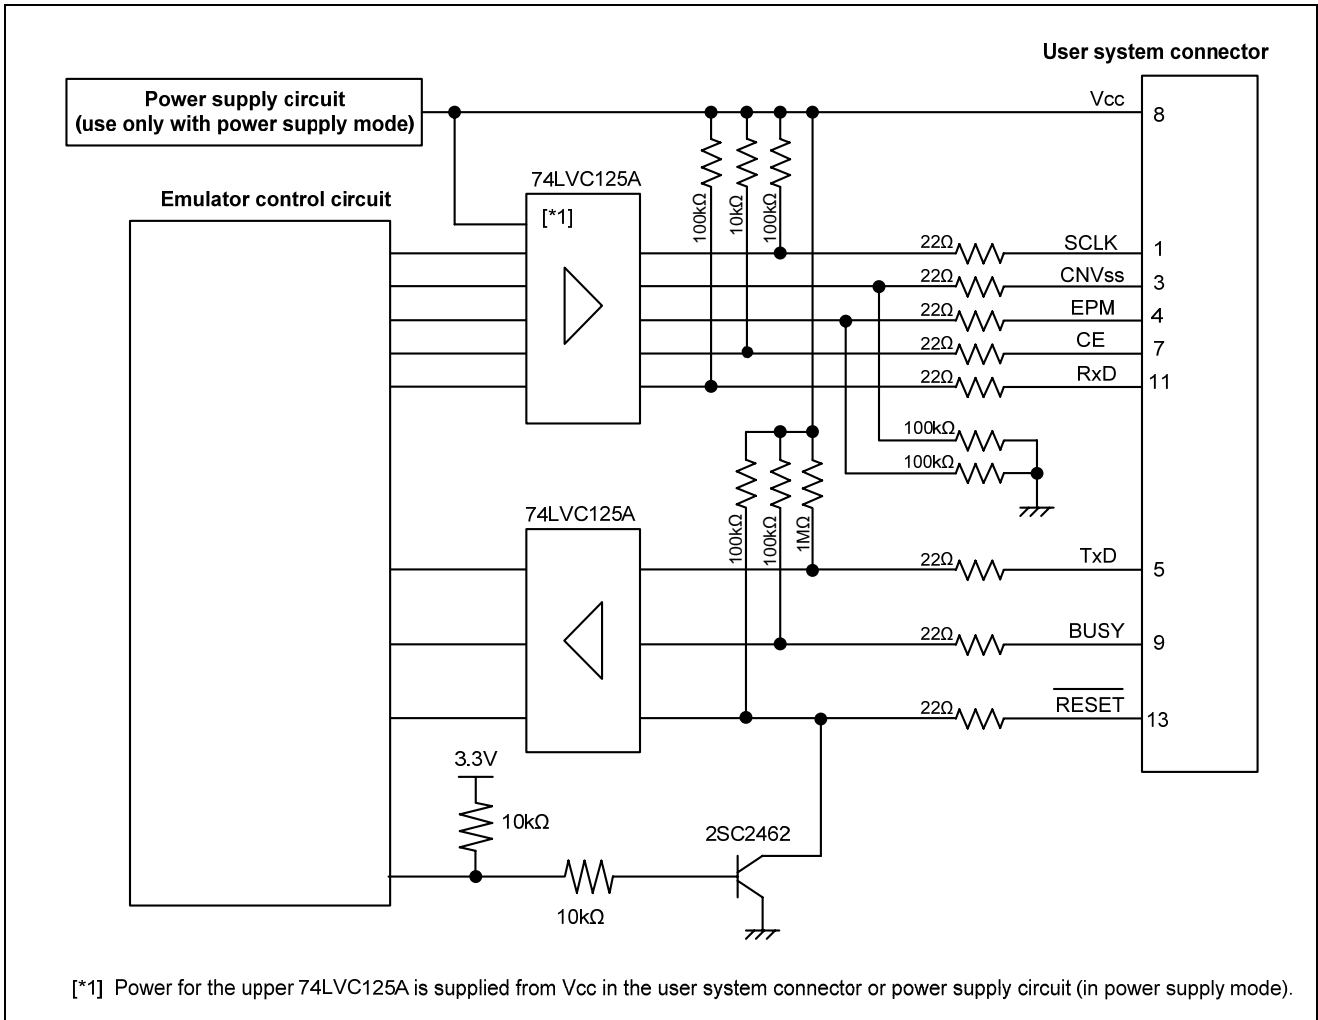 User system connector
Power supply circuit
(use only with power supply mode)
Vcc
8
74LVC125A
Emulator control circuit
[*1]
100kΩ
10kΩ
100kΩ
22Ω
SCLK
1
22Ω
CNVss
3
22Ω
EPM
4
22Ω
CE
7
22Ω
RxD
11
100kΩ
100kΩ
74LVC125A
100kΩ
100kΩ
1MΩ
22Ω
TxD
5
22Ω
BUSY
9
22Ω
RESET
13
3.3V
10kΩ
2SC2462
10kΩ
[*1] Power for the upper 74LVC125A is supplied from Vcc in the user system connector or power supply circuit (in power supply mode).